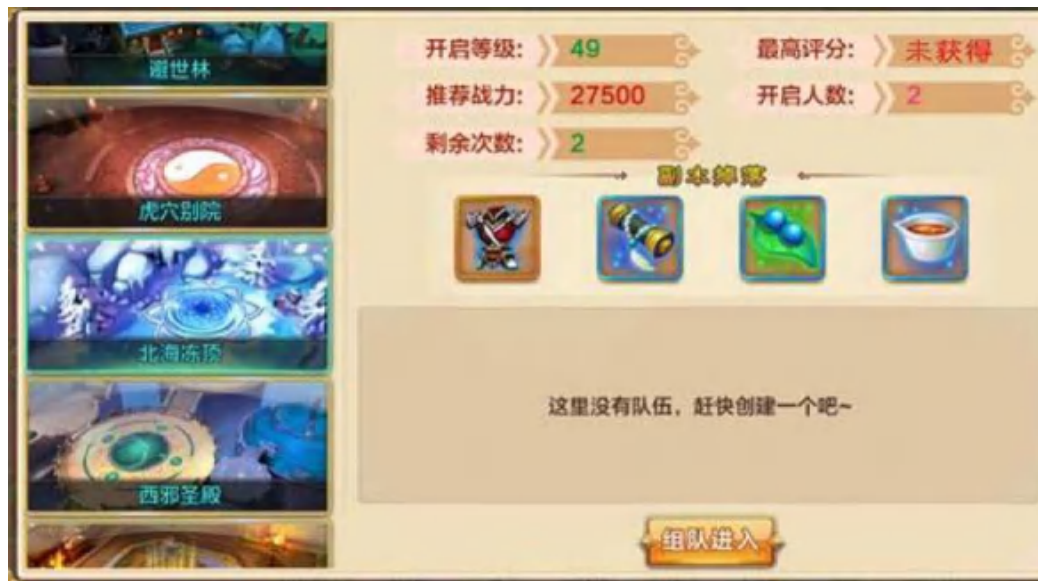 避世林
虎穴别院
北海冻顶
西邪圣殿
开启等级: 49
最高评分: 未获得
推荐战力: 27500
开启人数: 2
剩余次数: 2
副本掉落
这里没有队伍，赶快创建一个吧~
组队进入